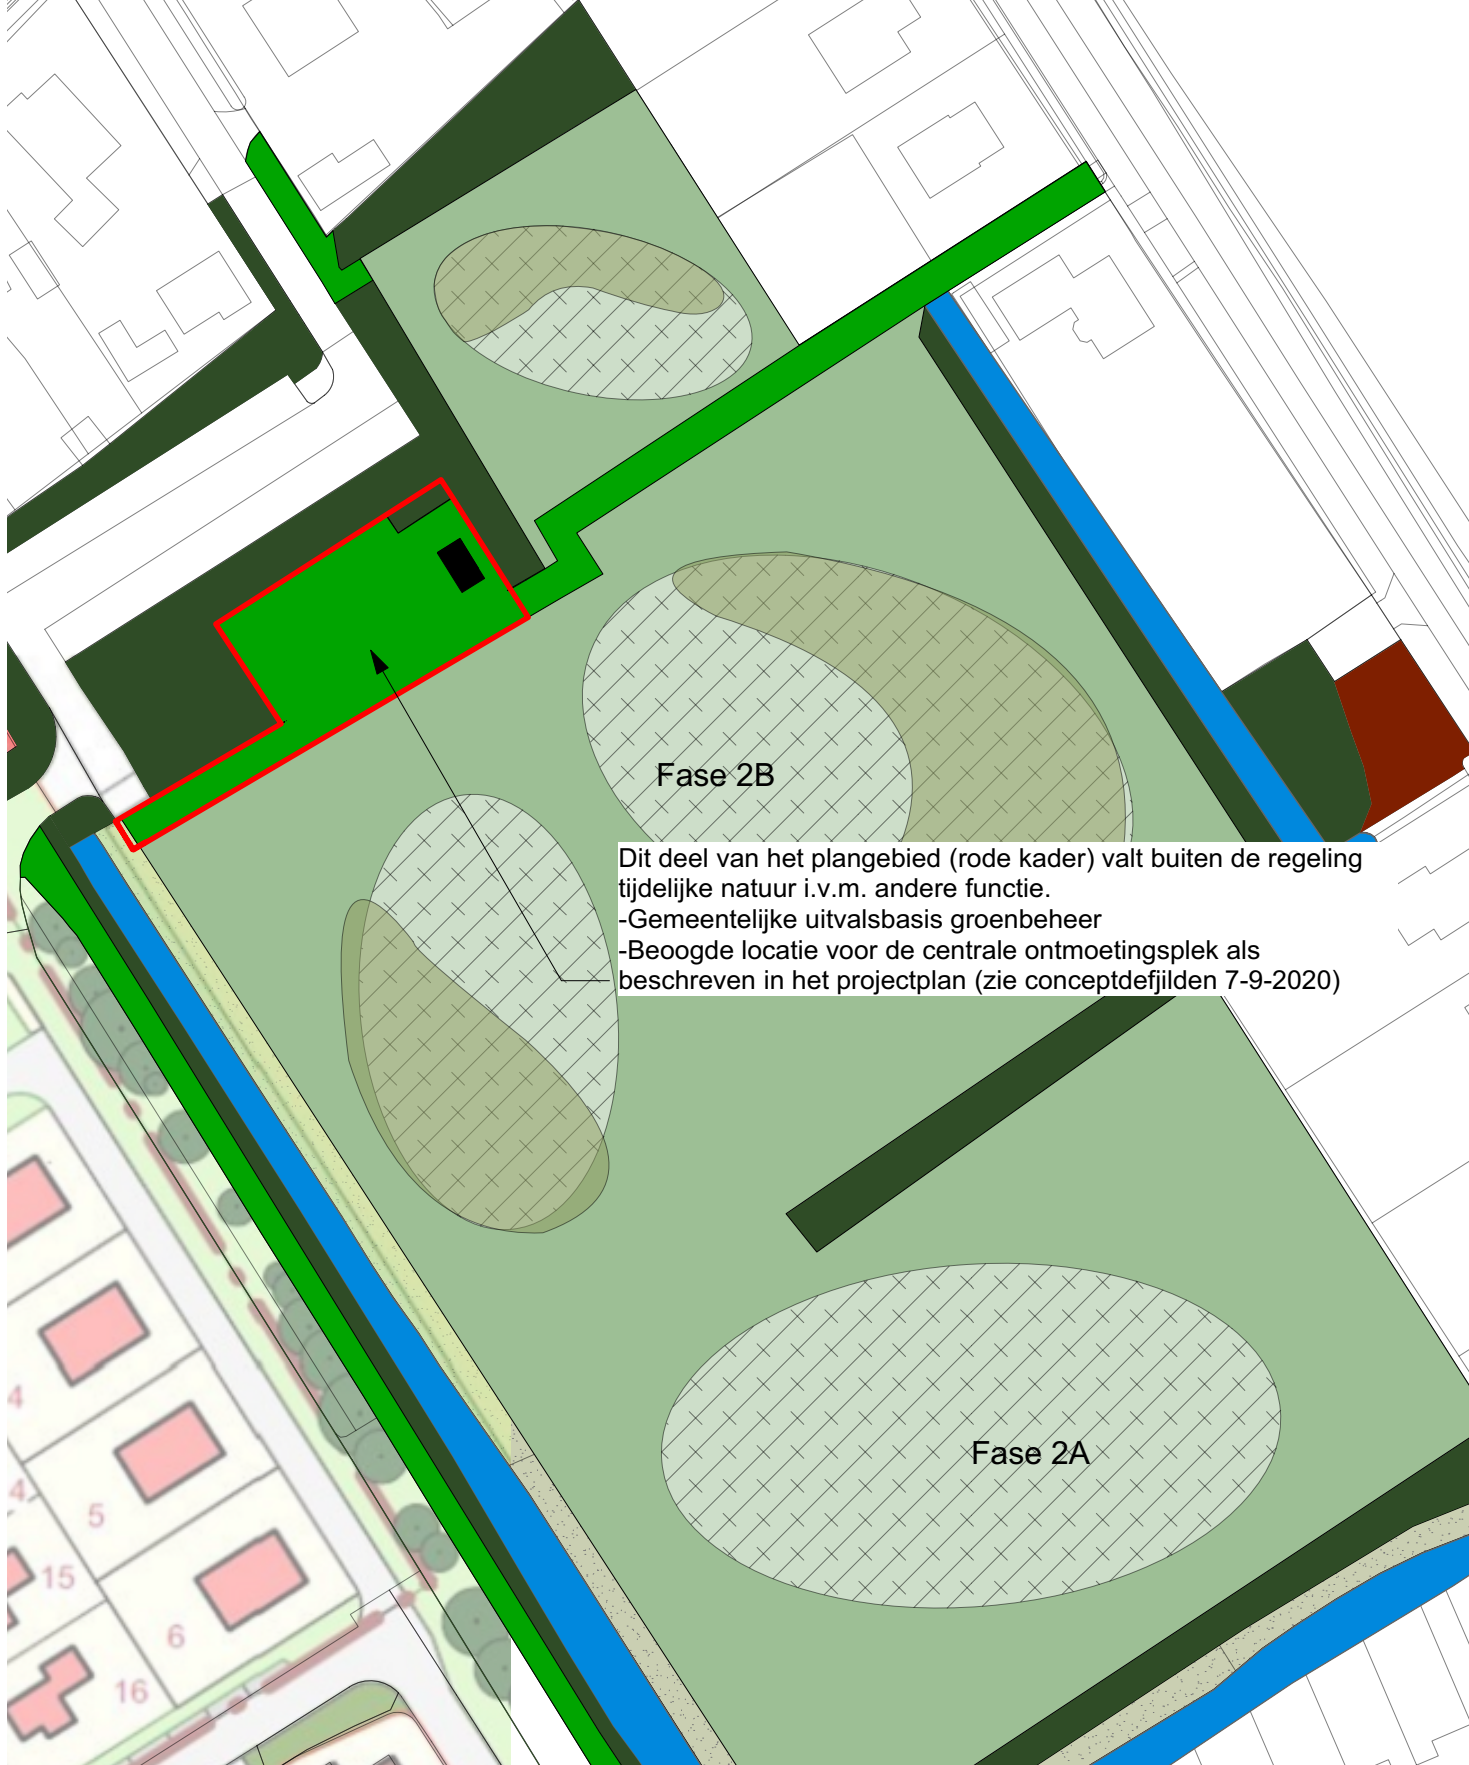 Fase 2B
Dit deel van het plangebied (rode kader) valt buiten de regeling
tijdelijke natuur i.v.m. andere functie.
-Gemeentelijke uitvalsbasis groenbeheer
-Beoogde locatie voor de centrale ontmoetingsplek als
beschreven in het projectplan (zie conceptdefjilden 7-9-2020)
Fase 2A
4
4
5
15
6
16